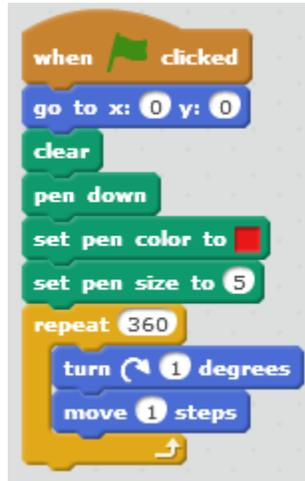 when clicked
go to x: 0 y: 0
clear
pen down
set pen color to
set pen size to 5
repeat 360
turn 1 degrees
move 1 steps